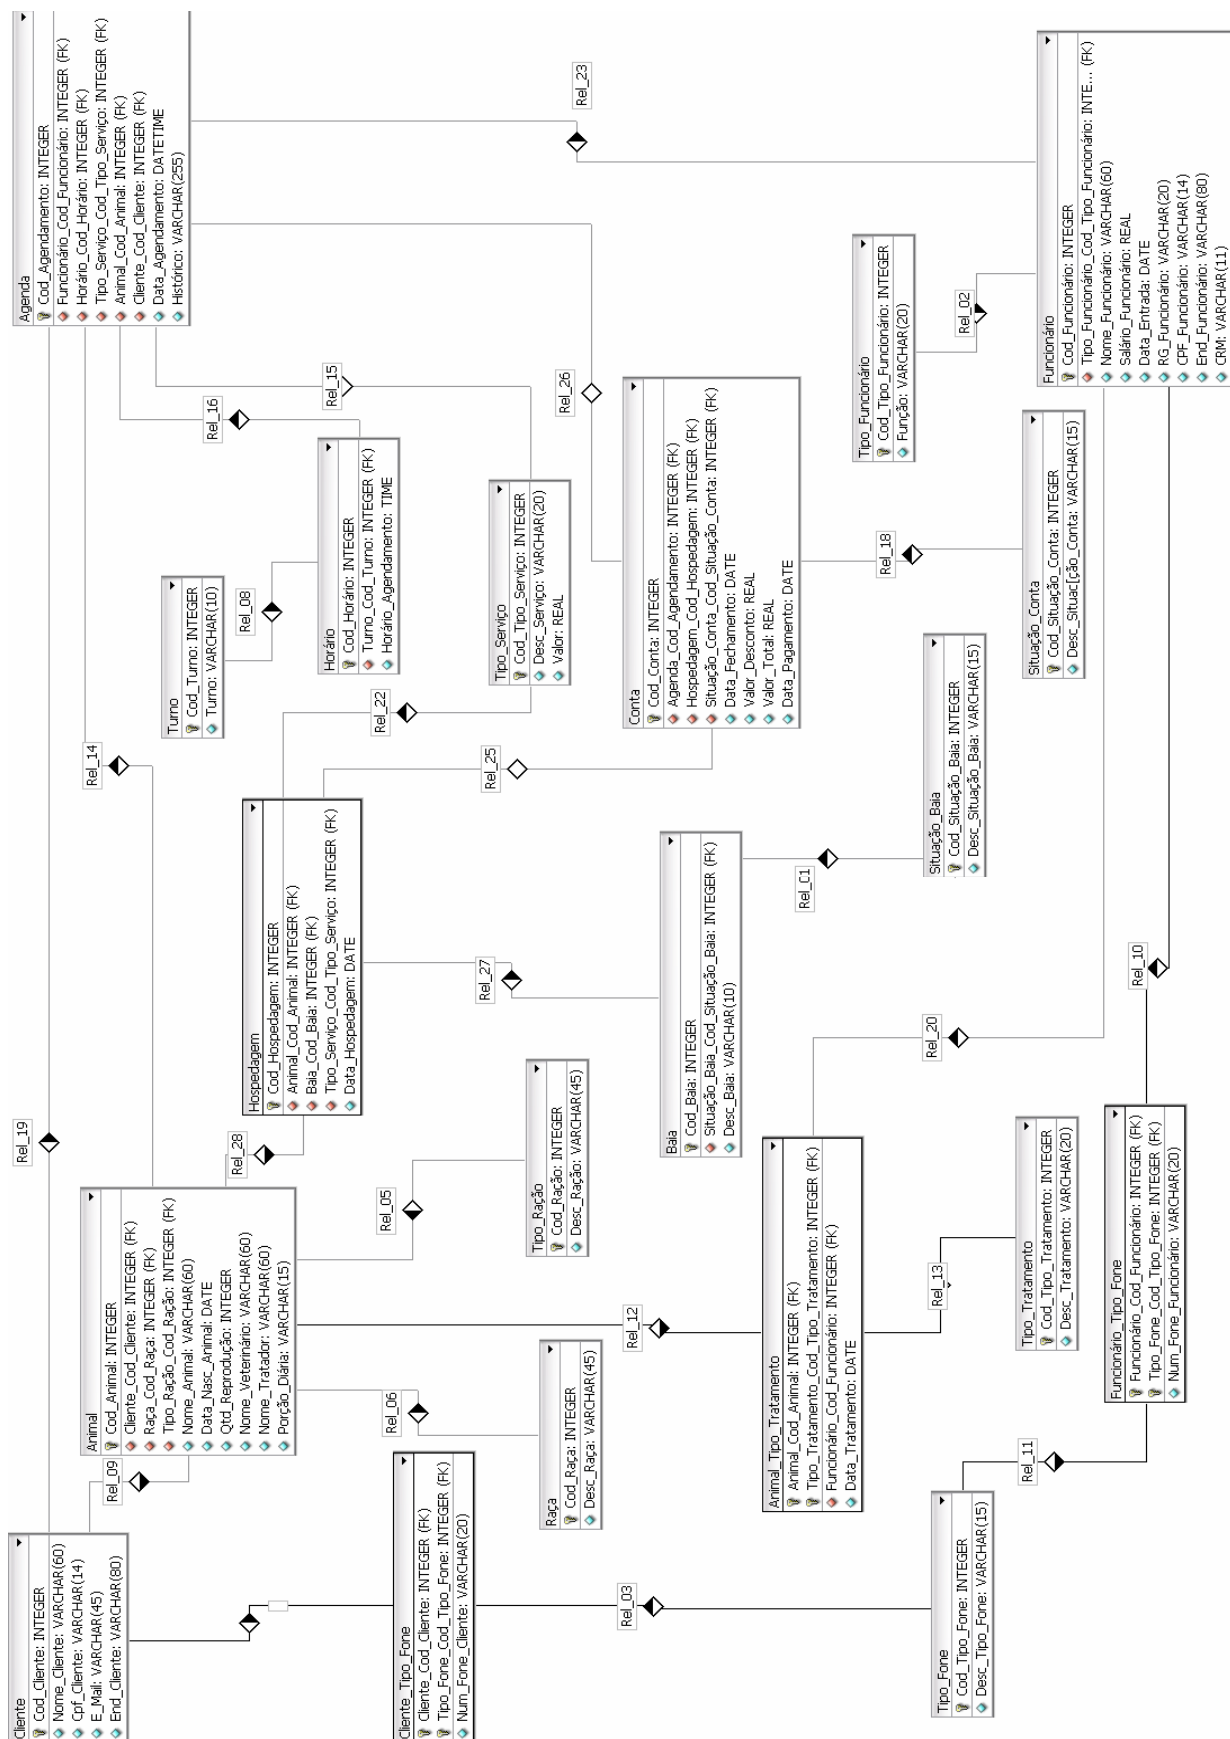 Cliente
Cod_Cliente: INTEGER
Nome_Cliente: VARCHAR(60)
Cpf_Cliente: VARCHAR(14)
E_Mail: VARCHAR(45)
End_Cliente: VARCHAR(80)
Rel_09
Rel_19
Animal
Cod_Animal: INTEGER
Cliente_Cod_Cliente: INTEGER (FK)
Raça_Cod_Raça: INTEGER (FK)
Tipo_Ração_Cod_Ração: INTEGER (FK)
Nome_Animal: VARCHAR(60)
Data_Nasc_Animal: DATE
Qtd_Reprodução: INTEGER
Nome_Veterinário: VARCHAR(60)
Nome_Tratador: VARCHAR(60)
Porção_Diária: VARCHAR(15)
Rel_14
Rel_28
Agenda
Cod_Agendamento: INTEGER
Funcionário_Cod_Funcionário: INTEGER (FK)
Horário_Cod_Horário: INTEGER (FK)
Tipo_Serviço_Cod_Tipo_Serviço: INTEGER (FK)
Animal_Cod_Animal: INTEGER (FK)
Cliente_Cod_Cliente: INTEGER (FK)
Data_Agendamento: DATETIME
Histórico: VARCHAR(255)
Turno
Cod_Turno: INTEGER
Turno: VARCHAR(10)
Rel_08
Rel_16
Hospedagem
Cod_Hospedagem: INTEGER
Animal_Cod_Animal: INTEGER (FK)
Baia_Cod_Baia: INTEGER (FK)
Tipo_Serviço_Cod_Tipo_Serviço: INTEGER (FK)
Data_Hospedagem: DATE
Horário
Cod_Horário: INTEGER
Turno_Cod_Turno: INTEGER (FK)
Horário_Agendamento: TIME
Rel_15
Rel_22
Rel_06
Rel_05
Cliente_Tipo_Fone
Cliente_Cod_Cliente: INTEGER (FK)
Tipo_Fone_Cod_Tipo_Fone: INTEGER (FK)
Num_Fone_Cliente: VARCHAR(20)
Rel_27
Rel_25
Tipo_Serviço
Cod_Tipo_Serviço: INTEGER
Desc_Serviço: VARCHAR(20)
Valor: REAL
Rel_26
Rel_23
Raça
Cod_Raça: INTEGER
Desc_Raça: VARCHAR(45)
Tipo_Ração
Cod_Ração: INTEGER
Desc_Ração: VARCHAR(45)
Rel_03
Rel_12
Conta
Cod_Conta: INTEGER
Agenda_Cod_Agendamento: INTEGER (FK)
Hospedagem_Cod_Hospedagem: INTEGER (FK)
Situação_Conta_Cod_Situação_Conta: INTEGER (FK)
Data_Fechamento: DATE
Valor_Desconto: REAL
Valor_Total: REAL
Data_Pagamento: DATE
Baia
Cod_Baia: INTEGER
Situação_Baia_Cod_Situação_Baia: INTEGER (FK)
Desc_Baia: VARCHAR(10)
Animal_Tipo_Tratamento
Animal_Cod_Animal: INTEGER (FK)
Tipo_Tratamento_Cod_Tipo_Tratamento: INTEGER (FK)
Funcionário_Cod_Funcionário: INTEGER (FK)
Data_Tratamento: DATE
Rel_C1
Rel_18
Tipo_Funcionário
Cod_Tipo_Funcionário: INTEGER
Função: VARCHAR(20)
Rel_02
Rel_20
Rel_13
Tipo_Fone
Cod_Tipo_Fone: INTEGER
Desc_Tipo_Fone: VARCHAR(15)
Situação_Baia
Cod_Situação_Baia: INTEGER
Desc_Situação_Baia: VARCHAR(15)
Rel_11
Tipo_Tratamento
Cod_Tipo_Tratamento: INTEGER
Desc_Tratamento: VARCHAR(20)
Situação_Conta
Cod_Situação_Conta: INTEGER
Desc_Situac[ção_Conta: VARCHAR(15)
Funcionário
Cod_Funcionário: INTEGER
Tipo_Funcionário_Cod_Tipo_Funcionário: INTE... (FK)
Nome_Funcionário: VARCHAR(60)
Salário_Funcionário: REAL
Data_Entrada: DATE
RG_Funcionário: VARCHAR(20)
CPF_Funcionário: VARCHAR(14)
End_Funcionário: VARCHAR(80)
CRM: VARCHAR(11)
Funcionário_Tipo_Fone
Funcionário_Cod_Funcionário: INTEGER (FK)
Tipo_Fone_Cod_Tipo_Fone: INTEGER (FK)
Num_Fone_Funcionário: VARCHAR(20)
Rel_10